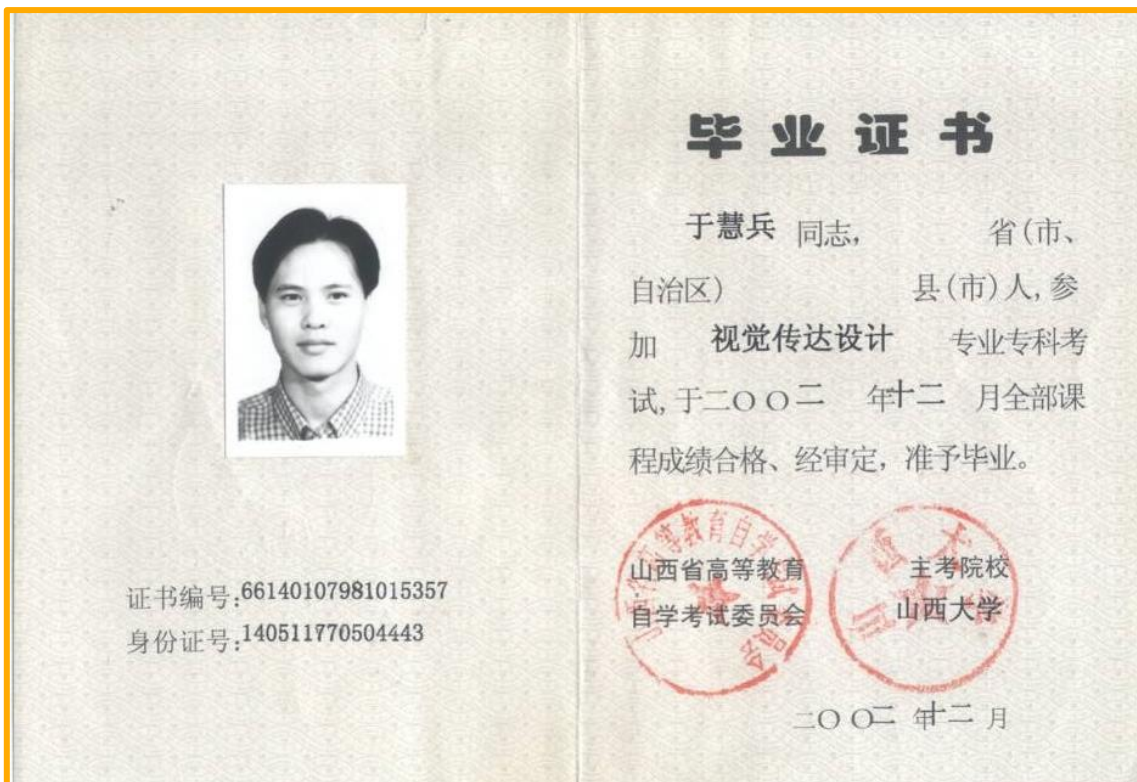 毕业证书
于慧兵 同志, 省(市、
自治区) 县(市)人,参
加 视觉传达设计 专业专科考
试,于二〇〇二 年十二 月全部课
程成绩合格、经审定,准予毕业。
山西省高等教育
自学考试委员会
主考院校
山西大学
二〇〇二 年十二 月
证书编号:66140107981015357
身份证号:140511770504443